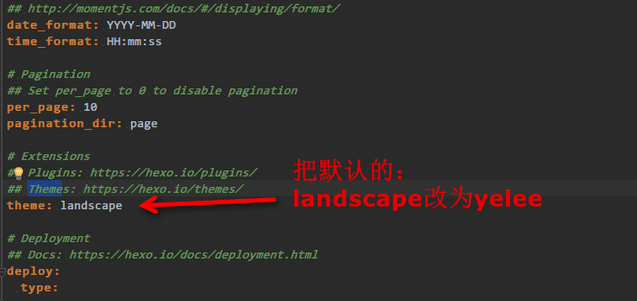 ## http://momentjs.com/docs/#/displaying/format/
date_format: YYYY-MM-DD
time_format: HH:mm:ss
# Pagination
## Set per_page to 0 to disable pagination
per_page: 10
pagination_dir: page
# Extensions
## Plugins: https://hexo.io/plugins/
## Themes: https://hexo.io/themes/
theme: landscape
把默认的：
landscape改为yelee
# Deployment
## Docs: https://hexo.io/docs/deployment.html
deploy:
type: